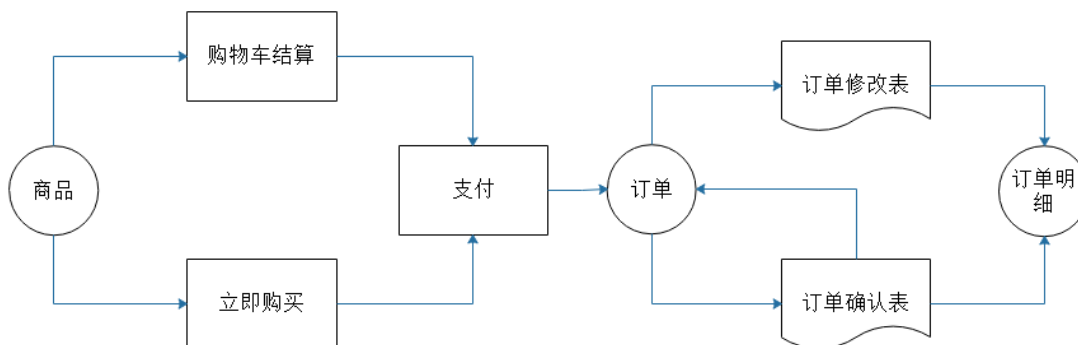 购物车结算
订单修改表
商品
支付
订单
订单明
细
立即购买
订单确认表